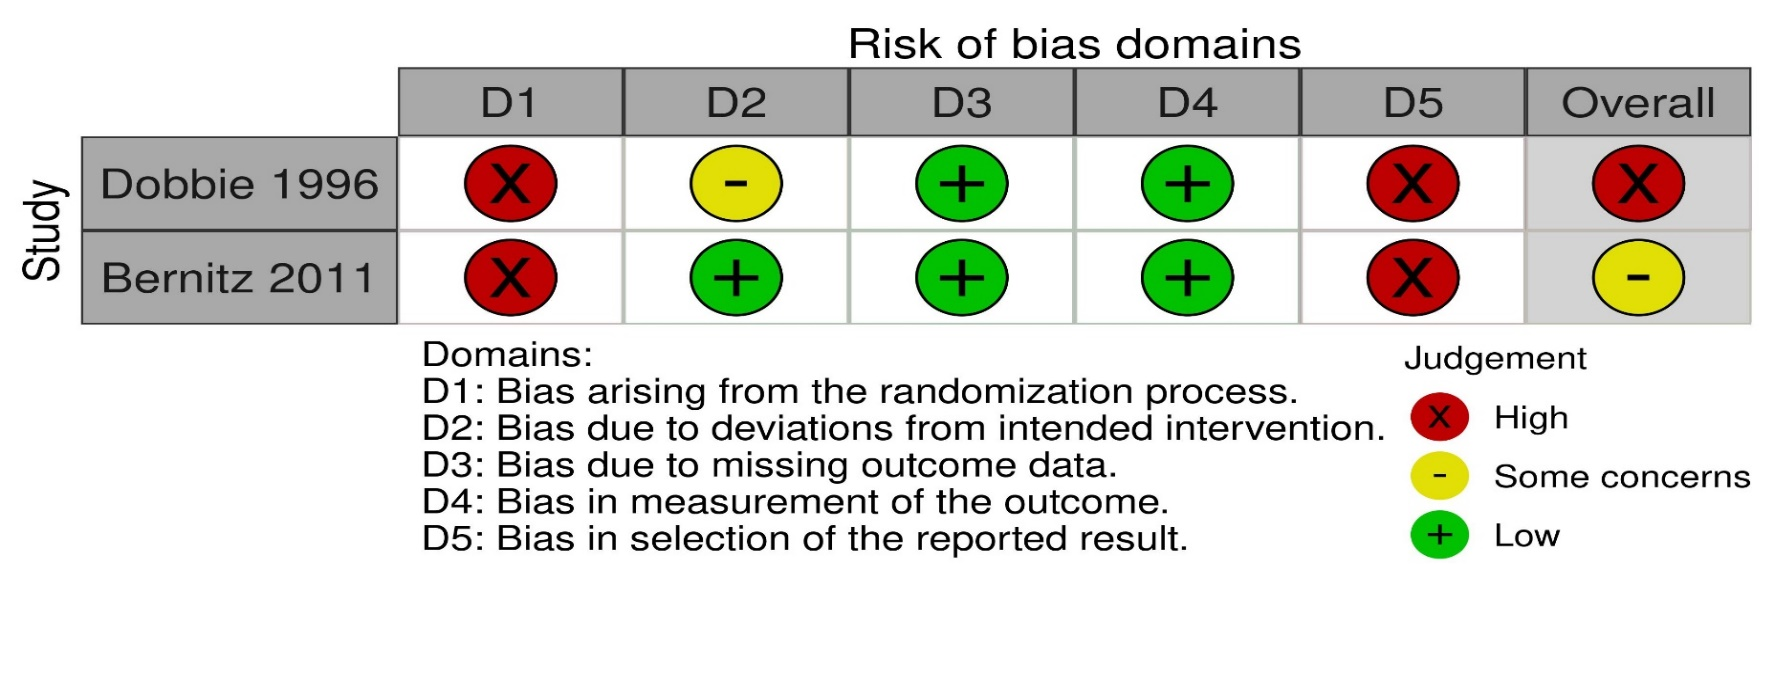 Risk of bias domains
D1 D2 D3 D4 D5 Overall
Study
Dobbie 1996 X - + + X X
Bernitz 2011 X + + + X -
Domains:
D1: Bias arising from the randomization process.
D2: Bias due to deviations from intended intervention.
D3: Bias due to missing outcome data.
D4: Bias in measurement of the outcome.
D5: Bias in selection of the reported result.
Judgement
X High
- Some concerns
+ Low